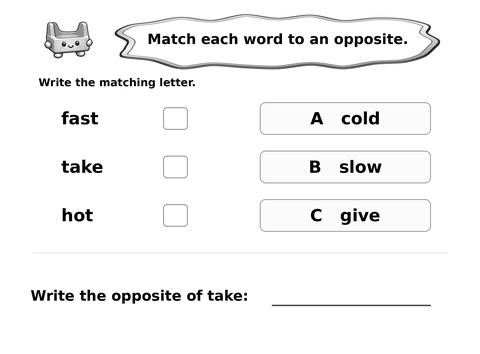 Match each word to an opposite.
Write the matching letter.
fast A cold
take B slow
hot C give
Write the opposite of take: